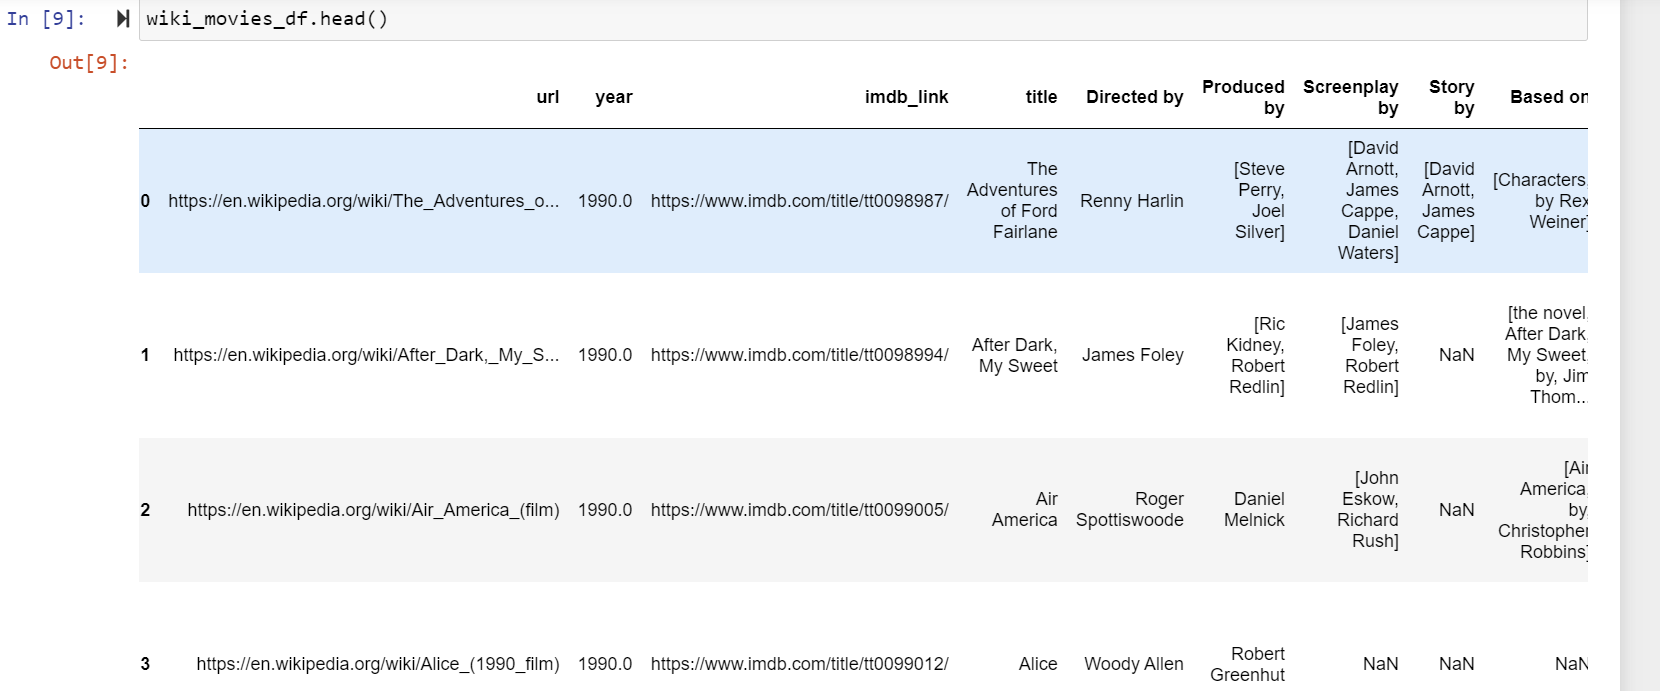 In [9]: wiki_movies_df.head()
Out[9]:
url year imdb_link title Directed by Produced by Screenplay by Story by Based on
0 https://en.wikipedia.org/wiki/The_Adventures_o... 1990.0 https://www.imdb.com/title/tt0098987/ The Adventures of Ford Fairlane Renny Harlin [Steve Perry, Joel Silver] [David Arnott, James Cappe, Daniel Waters] [David Arnott, James Cappe] [Characters, by Rex Weiner]
1 https://en.wikipedia.org/wiki/After_Dark,_My_S... 1990.0 https://www.imdb.com/title/tt0098994/ After Dark, My Sweet James Foley [Ric Kidney, Robert Redlin] [James Foley, Robert Redlin] NaN [the novel, After Dark, My Sweet, by, Jim Thom...
2 https://en.wikipedia.org/wiki/Air_America_(film) 1990.0 https://www.imdb.com/title/tt0099005/ Air America Roger Spottiswoode Daniel Melnick [John Eskow, Richard Rush] NaN [Air America, by, Christopher Robbins]
3 https://en.wikipedia.org/wiki/Alice_(1990_film) 1990.0 https://www.imdb.com/title/tt0099012/ Alice Woody Allen Robert Greenhut NaN NaN NaN